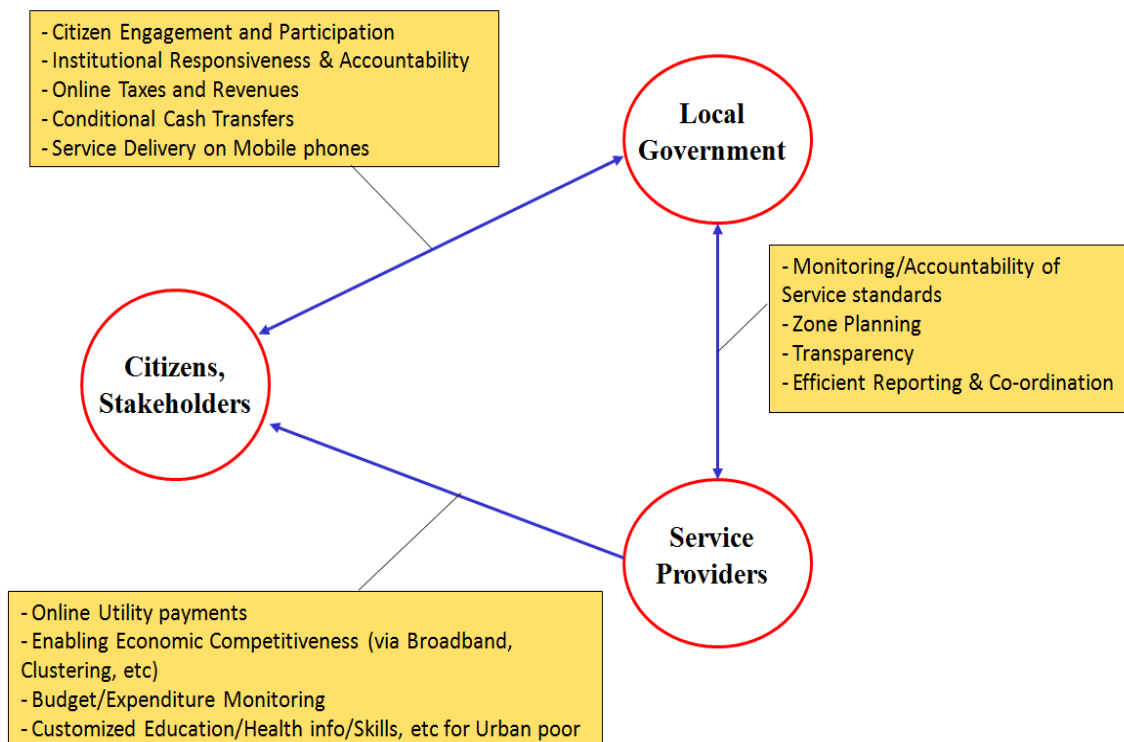 - Citizen Engagement and Participation
- Institutional Responsiveness & Accountability
- Online Taxes and Revenues
- Conditional Cash Transfers
- Service Delivery on Mobile phones
Local
Government
- Monitoring/Accountability of
Service standards
- Zone Planning
- Transparency
- Efficient Reporting & Co-ordination
Citizens,
Stakeholders
Service
Providers
- Online Utility payments
- Enabling Economic Competitiveness (via Broadband,
Clustering, etc)
- Budget/Expenditure Monitoring
- Customized Education/Health info/Skills, etc for Urban poor